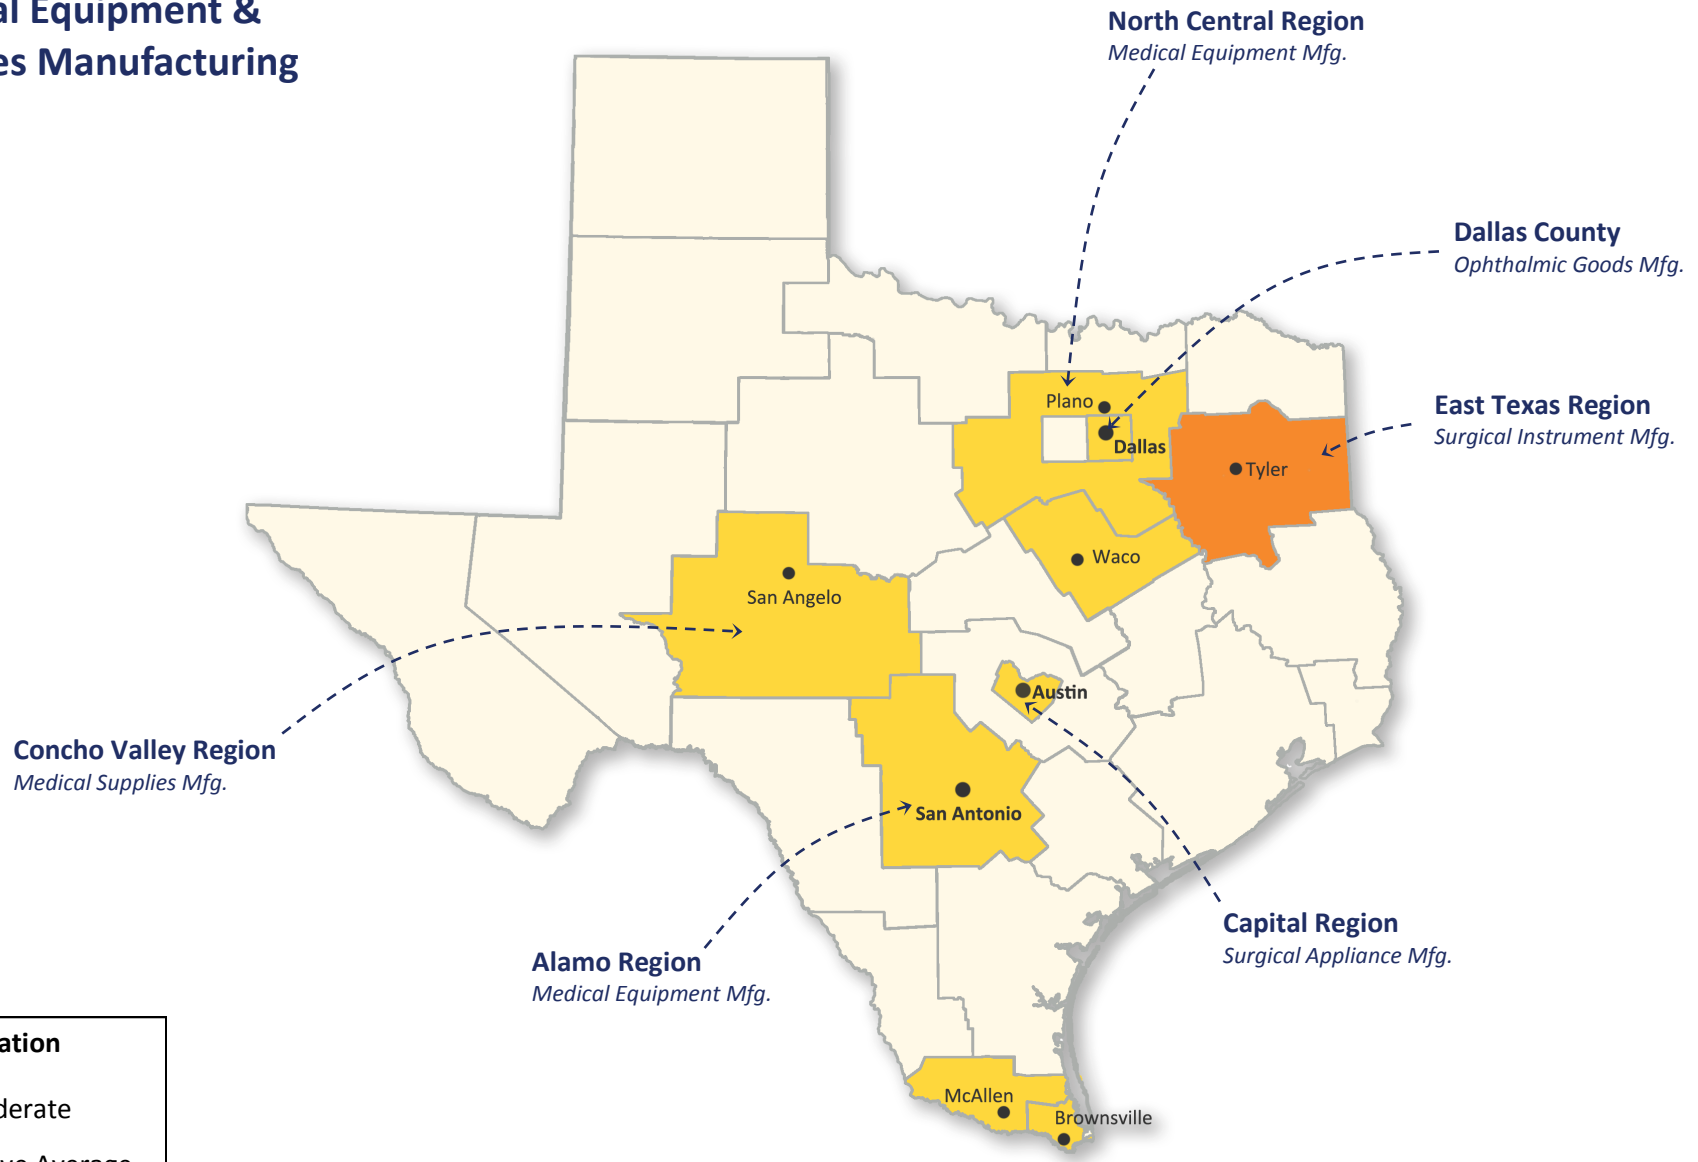 al Equipment &
es Manufacturing
North Central Region
Medical Equipment Mfg.
Dallas County
Ophthalmic Goods Mfg.
East Texas Region
Surgical Instrument Mfg.
Plano
Dallas
Tyler
Waco
San Angelo
Austin
Concho Valley Region
Medical Supplies Mfg.
San Antonio
Capital Region
Surgical Appliance Mfg.
Alamo Region
Medical Equipment Mfg.
ation
derate
ve Average
McAllen
Brownsville